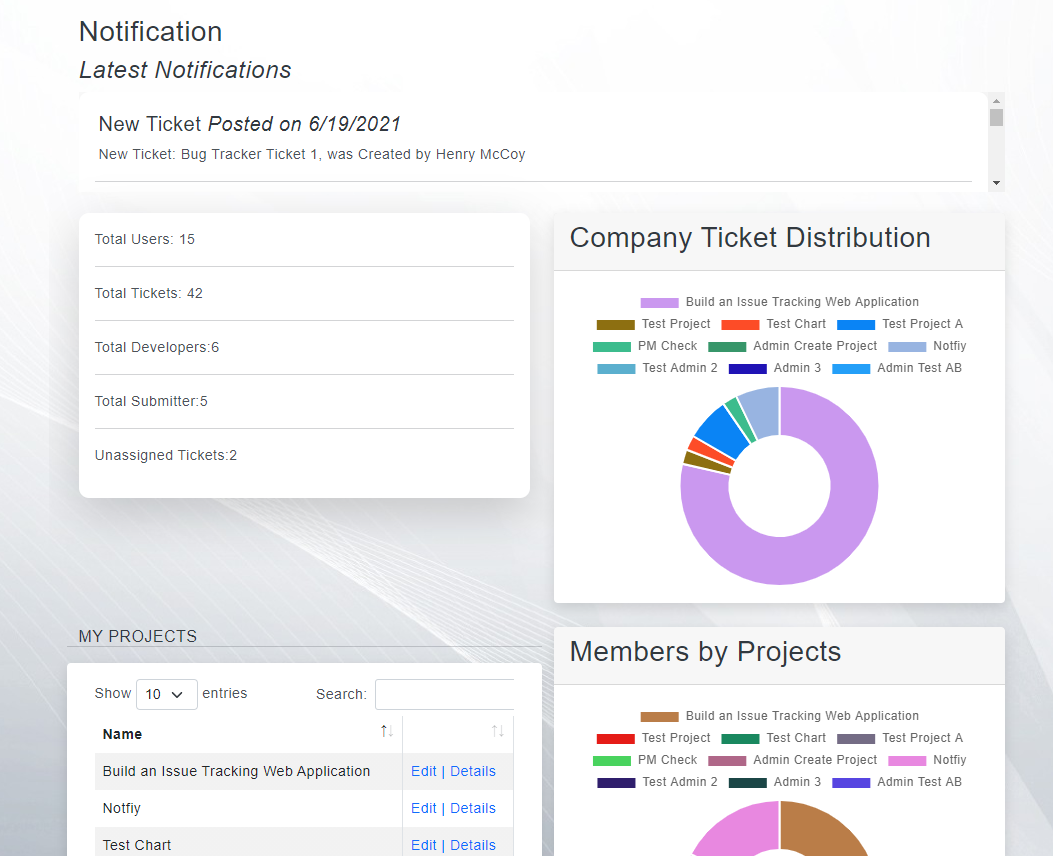 Notification
Latest Notifications
New Ticket Posted on 6/19/2021
New Ticket: Bug Tracker Ticket 1, was Created by Henry McCoy
Total Users: 15
Total Tickets: 42
Total Developers:6
Total Submitter:5
Unassigned Tickets:2
Company Ticket Distribution
Build an Issue Tracking Web Application
Test Project Test Chart Test Project A
PM Check Admin Create Project Notfiy
Test Admin 2 Admin 3 Admin Test AB
MY PROJECTS
Show 10 entries Search:
Name
Build an Issue Tracking Web Application Edit | Details
Notfiy Edit | Details
Test Chart Edit | Details
Members by Projects
Build an Issue Tracking Web Application
Test Project Test Chart Test Project A
PM Check Admin Create Project Notfiy
Test Admin 2 Admin 3 Admin Test AB